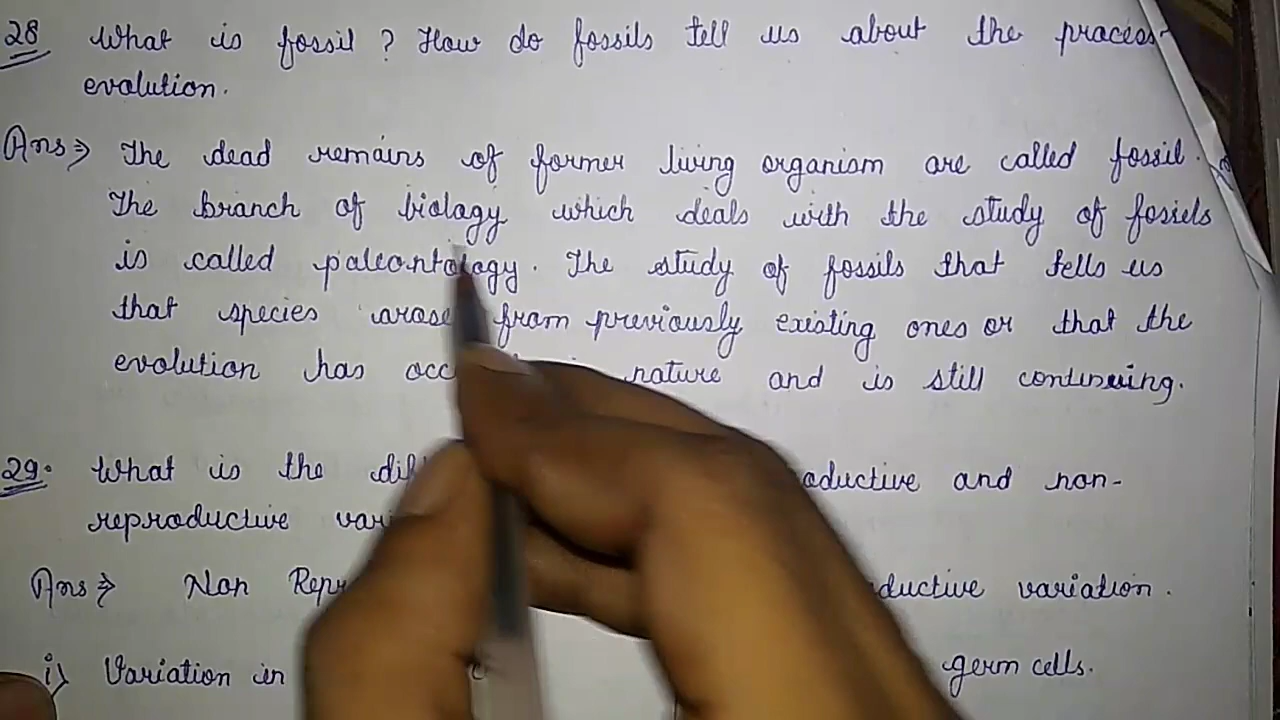 28 What is fossil ? How do fossils tell us about the process
evolution.
Ans⇒ The dead remains of former living organism are called fossil.
The branch of biology which deals with the study of fossels
is called paleontology. The study of fossils that tells us
that species arose from previously existing ones or that the
evolution has nature and is still continuing.
29. What is the and non-
reproductive
Ans⇒ Non variation.
i> Variation in germ cells.